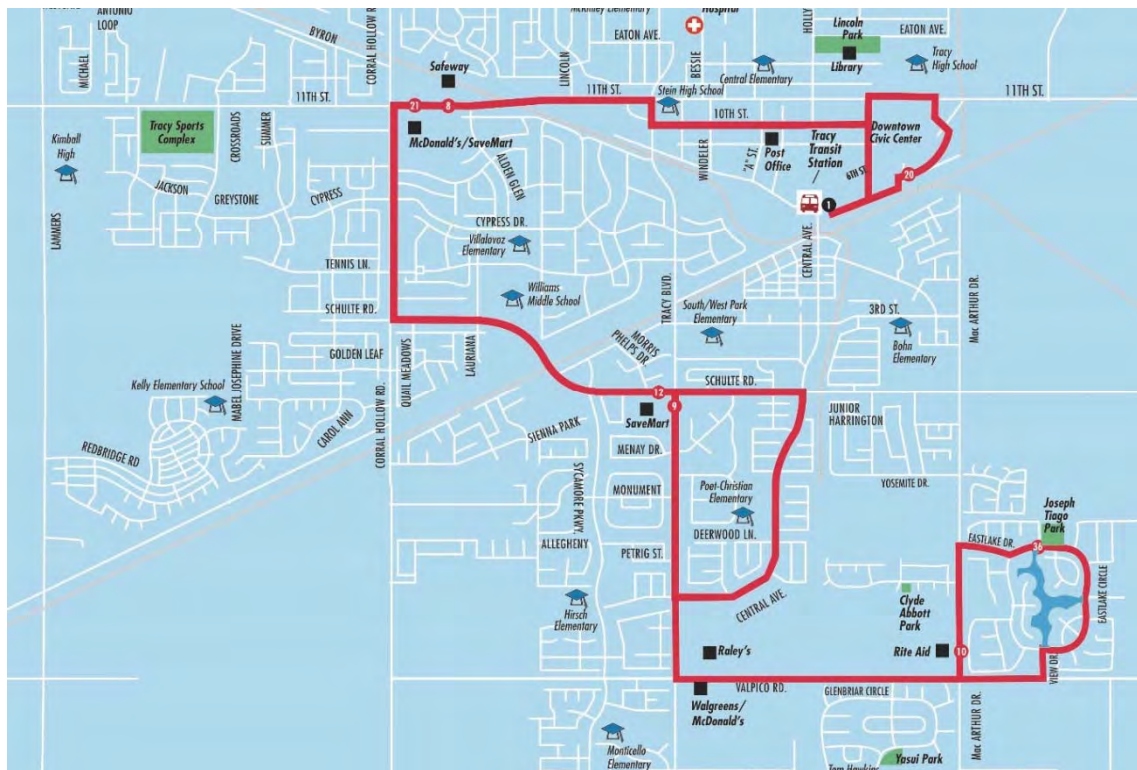 ANTONIO
LOOP
CORRAL HOLLOW R
McKinley Elementary
Hospital
HOLLY
Lincoln
Park
EATON AVE.
EATON AVE.
BYRON
MICHAEL
Safeway
LINCOLN
BESSIE
Central Elementary
Library
Tracy
High School
11TH ST.
11TH ST.
Stein High School
11TH ST.
21
8
10TH ST.
Kimball
High
Tracy Sports
Complex
CROSSROADS
SUMMER
McDonald's/SaveMart
ALDEN GLEN
WINDELER
"A" ST.
Post
Office
Tracy
Transit
Station
Downtown
Civic Center
6TH ST.
20
1
JACKSON
GREYSTONE
CYPRESS
LAMMERS
CYPRESS DR.
Villalovoz
Elementary
CENTRAL AVE.
TENNIS LN.
Williams
Middle School
TRACY BLVD.
South/West Park
Elementary
3RD ST.
Bohn
Elementary
Mac ARTHUR DR.
SCHULTE RD.
MABEL JOSEPHINE DRIVE
GOLDEN LEAF
QUAIL MEADOWS
LAURIANA
MORRIS
PHELPS DR.
Kelly Elementary School
CORRAL HOLLOW RD.
12
SCHULTE RD.
9
SaveMart
JUNIOR
HARRINGTON
CAROL ANN
SIENNA PARK
REDBRIDGE RD
MENAY DR.
SYCAMORE PKWY.
MONUMENT
Poet-Christian
Elementary
YOSEMITE DR.
Joseph
Tiago
Park
DEERWOOD LN.
EASTLAKE DR.
36
ALLEGHENY
PETRIG ST.
EASTLAKE CIRCLE
Hirsch
Elementary
CENTRAL AVE.
Clyde
Abbott
Park
Raley's
Rite Aid
10
VIEW DR.
VALPICO RD.
Walgreens/
McDonald's
GLENBRIAR CIRCLE
Mac ARTHUR DR.
Monticello
Elementary
Yasui Park
Tom Hawkins